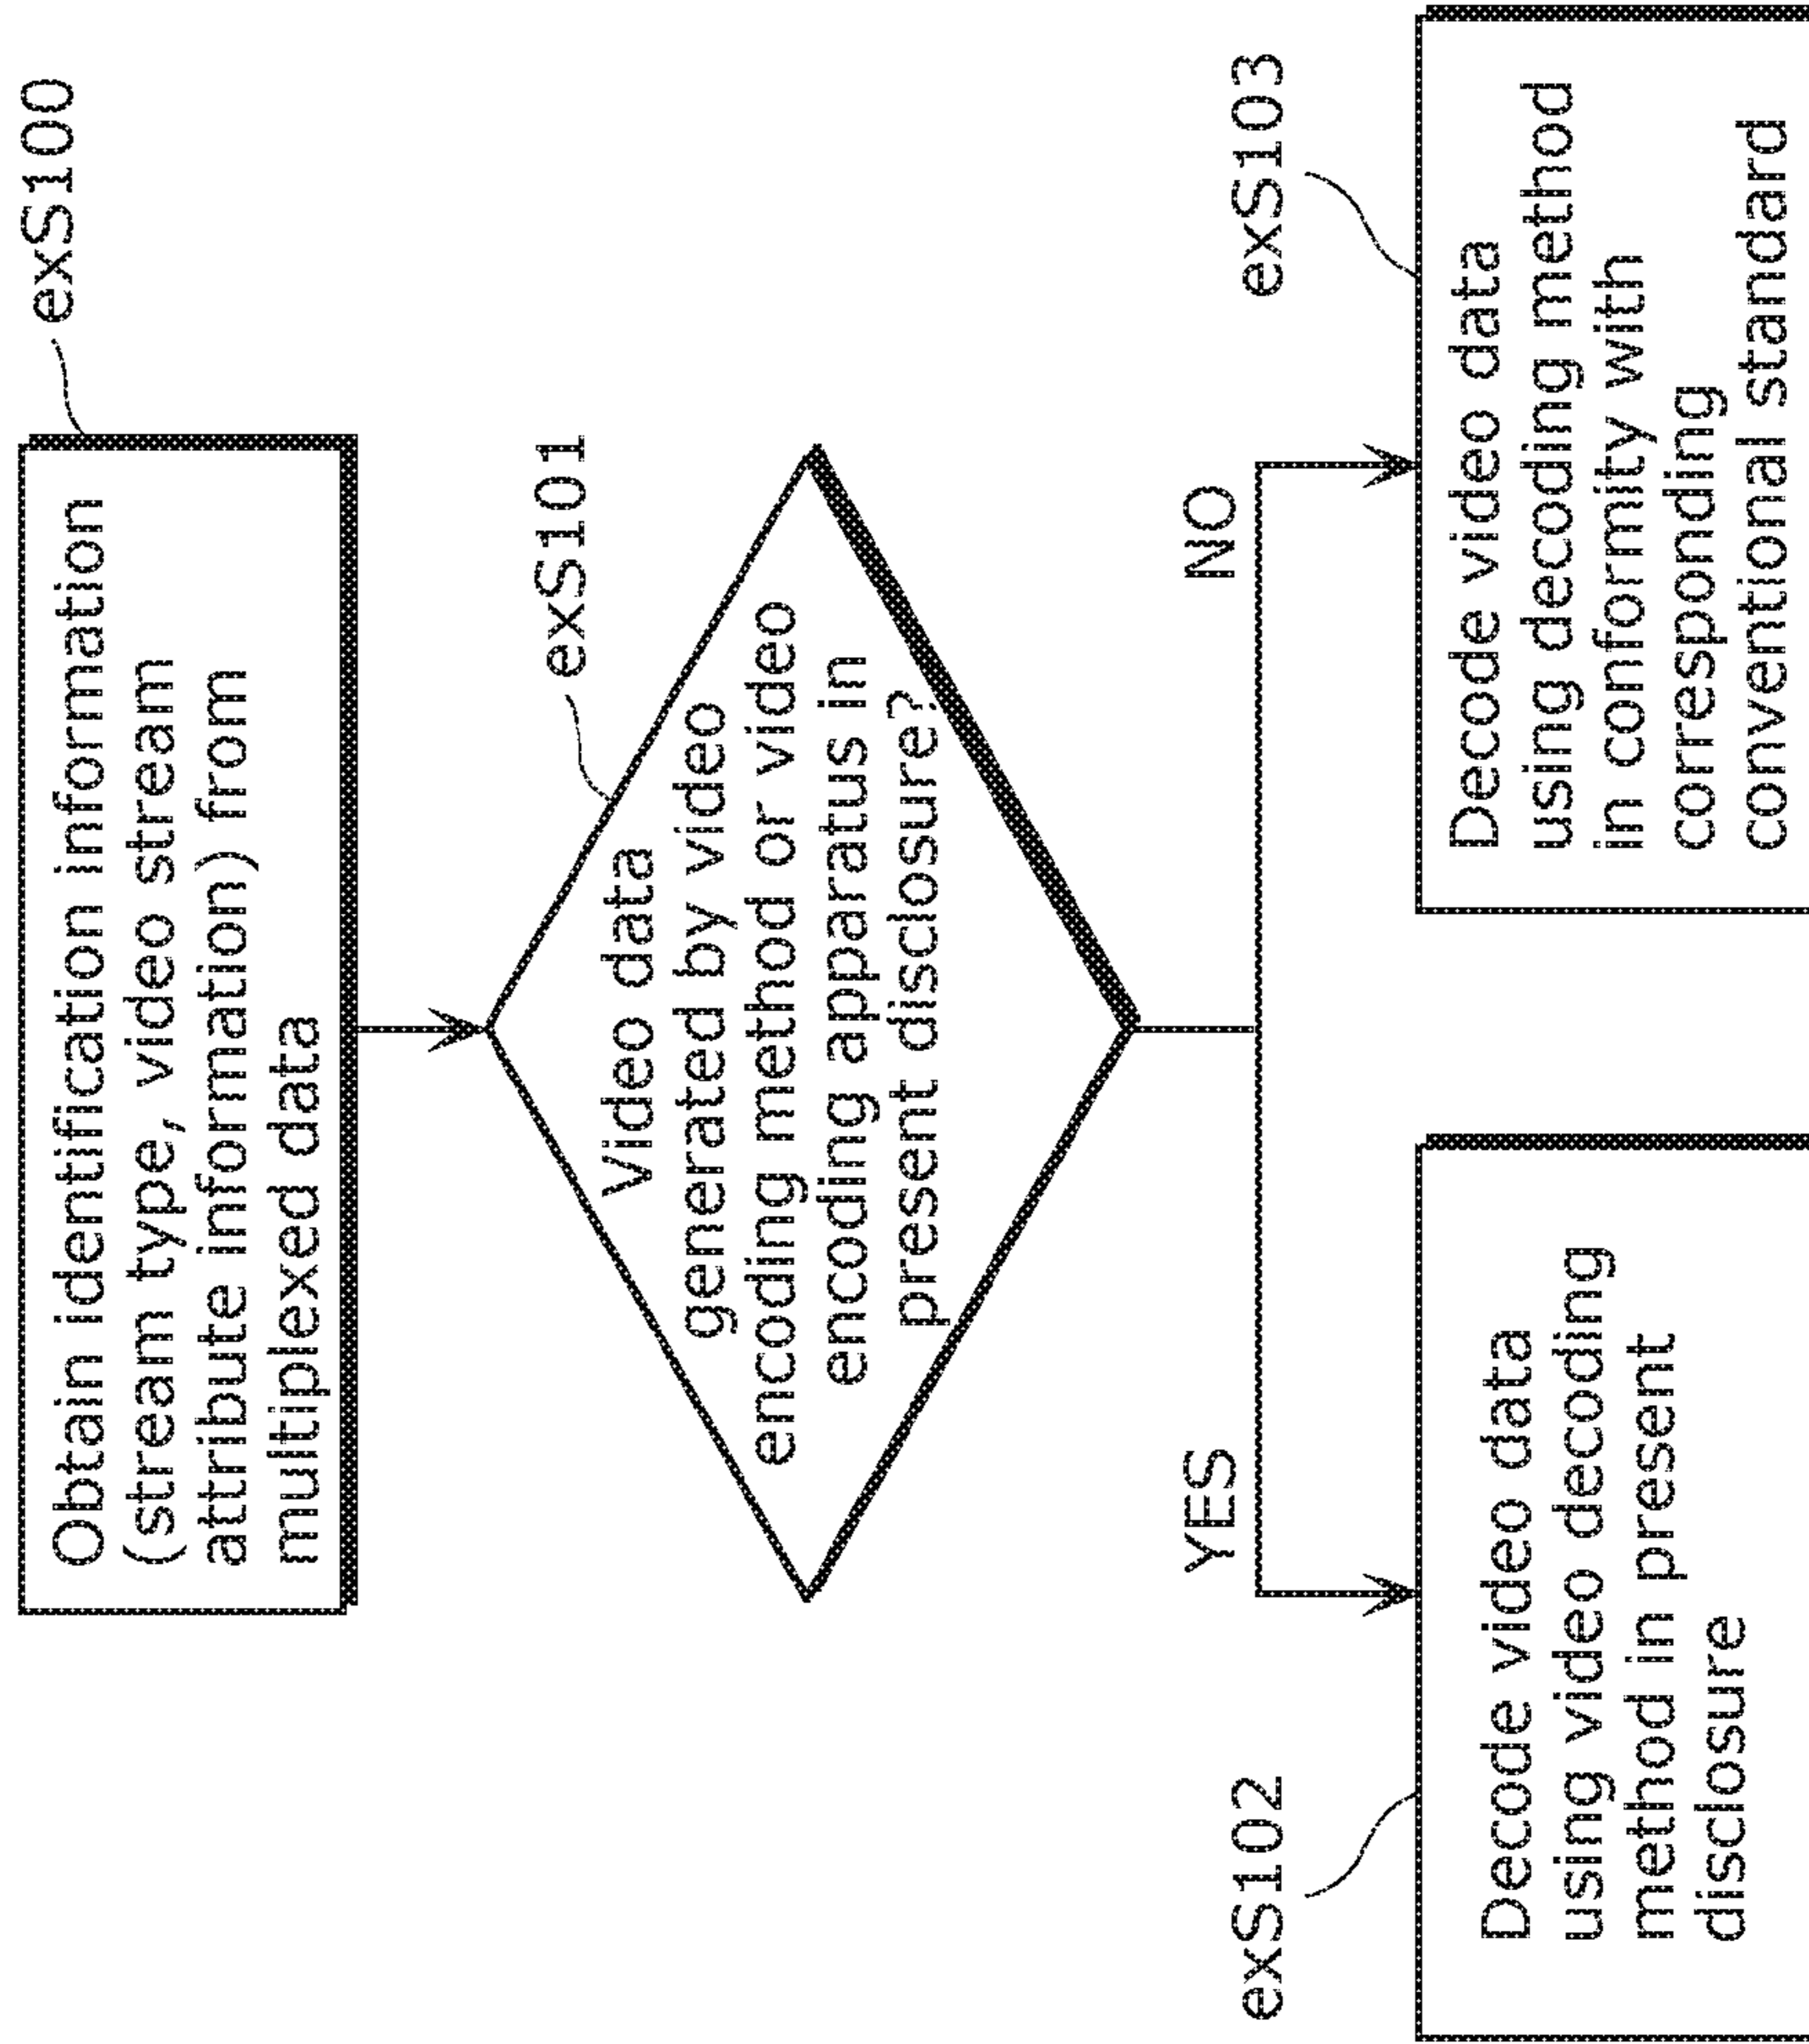 exS100
Obtain identification information
(stream type, video stream
attribute information) from
multiplexed data
exS101
Video data
generated by video
encoding method or video
encoding apparatus in
present disclosure?
YES
NO
exS102
Decode video data
using video decoding
method in present
disclosure
exS103
Decode video data
using decoding method
in conformity with
corresponding
conventional standard